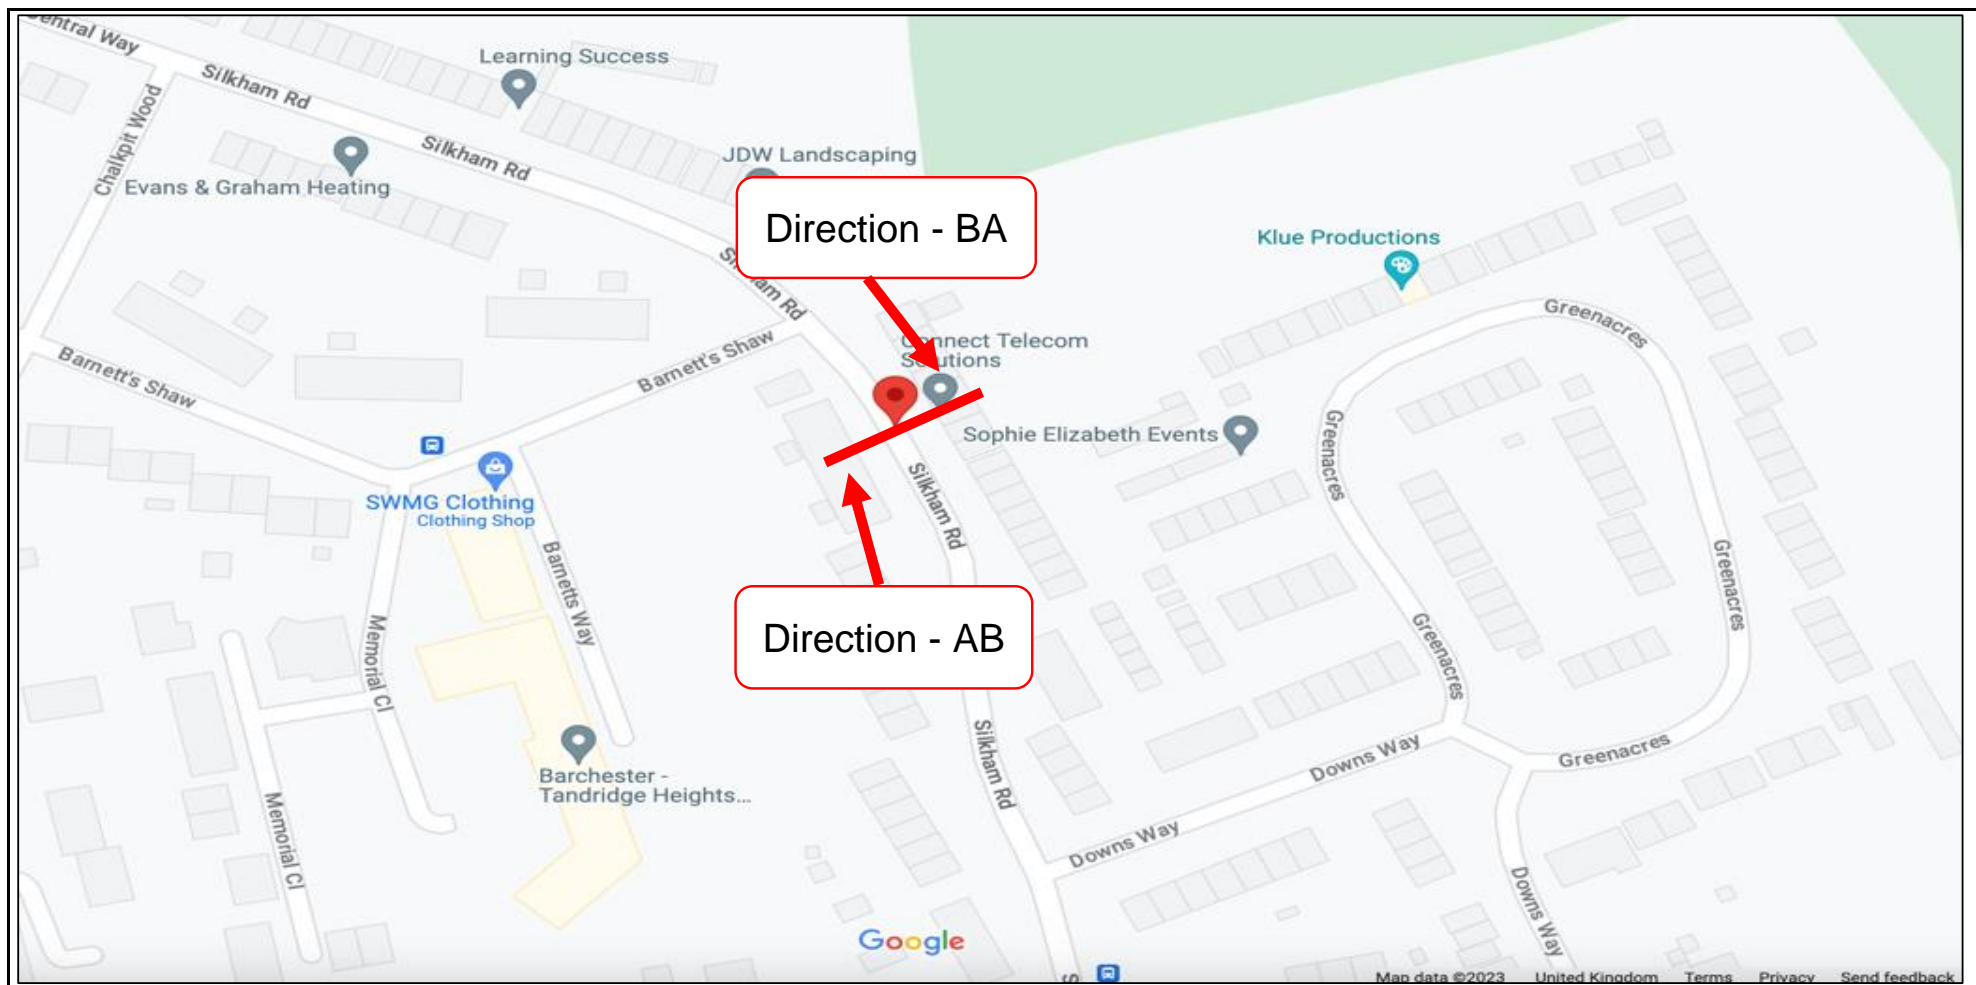 Central Way
Silkham Rd
Learning Success
Chalkpit Wood
Silkham Rd
Evans & Graham Heating
JDW Landscaping
Direction - BA
Silkham Rd
Klue Productions
Greenacres
Connect Telecom
Solutions
Barnett's Shaw
Barnett's Shaw
Sophie Elizabeth Events
Greenacres
SWMG Clothing
Clothing Shop
Silkham Rd
Barnetts Way
Greenacres
Direction - AB
Memorial Cl
Greenacres
Silkham Rd
Downs Way
Greenacres
Barchester -
Tandridge Heights...
Memorial Cl
Downs Way
Downs Way
Google
Map data ©2023 United Kingdom Terms Privacy Send feedback